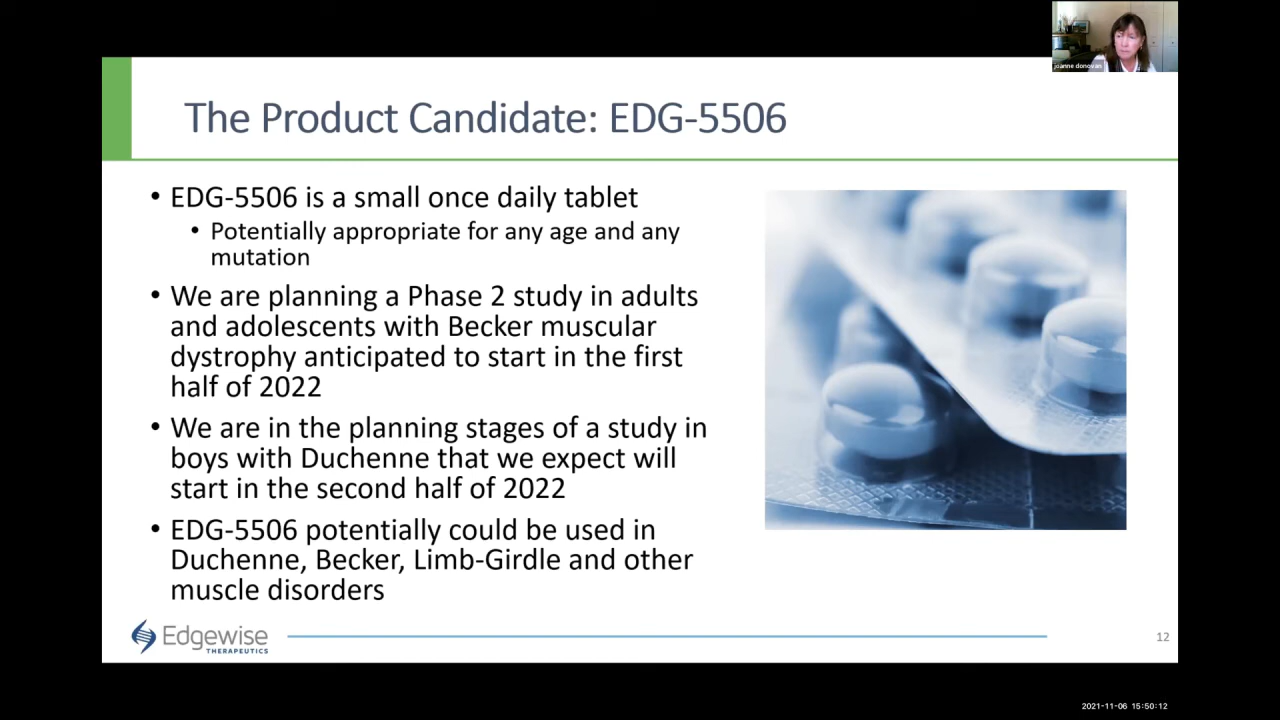 joanne donovan
The Product Candidate: EDG-5506
• EDG-5506 is a small once daily tablet
• Potentially appropriate for any age and any
mutation
• We are planning a Phase 2 study in adults
and adolescents with Becker muscular
dystrophy anticipated to start in the first
half of 2022
• We are in the planning stages of a study in
boys with Duchenne that we expect will
start in the second half of 2022
• EDG-5506 potentially could be used in
Duchenne, Becker, Limb-Girdle and other
muscle disorders
Edgewise
THERAPEUTICS
12
2021-11-06 15:50:12